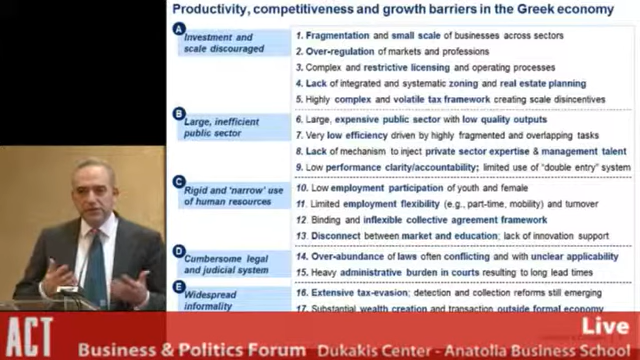 Productivity, competitiveness and growth barriers in the Greek economy
A
Investment and
scale discouraged
1. Fragmentation and small scale of businesses across sectors
2. Over-regulation of markets and professions
3. Complex and restrictive licensing and operating processes
4. Lack of integrated and systematic zoning and real estate planning
5. Highly complex and volatile tax framework creating scale disincentives
B
Large, inefficient
public sector
6. Large, expensive public sector with low quality outputs
7. Very low efficiency driven by highly fragmented and overlapping tasks
8. Lack of mechanism to inject private sector expertise & management talent
9. Low performance clarity/accountability; limited use of "double entry" system
C
Rigid and 'narrow' use
of human resources
10. Low employment participation of youth and female
11. Limited employment flexibility (e.g., part-time, mobility) and turnover
12. Binding and inflexible collective agreement framework
13. Disconnect between market and education; lack of innovation support
D
Cumbersome legal
and judicial system
14. Over-abundance of laws often conflicting and with unclear applicability
15. Heavy administrative burden in courts resulting to long lead times
E
Widespread
informality
16. Extensive tax-evasion; detection and collection reforms still emerging
17. Substantial wealth creation and transaction outside formal economy
Live
ACT
Business & Politics Forum Dukakis Center - Anatolia Business School